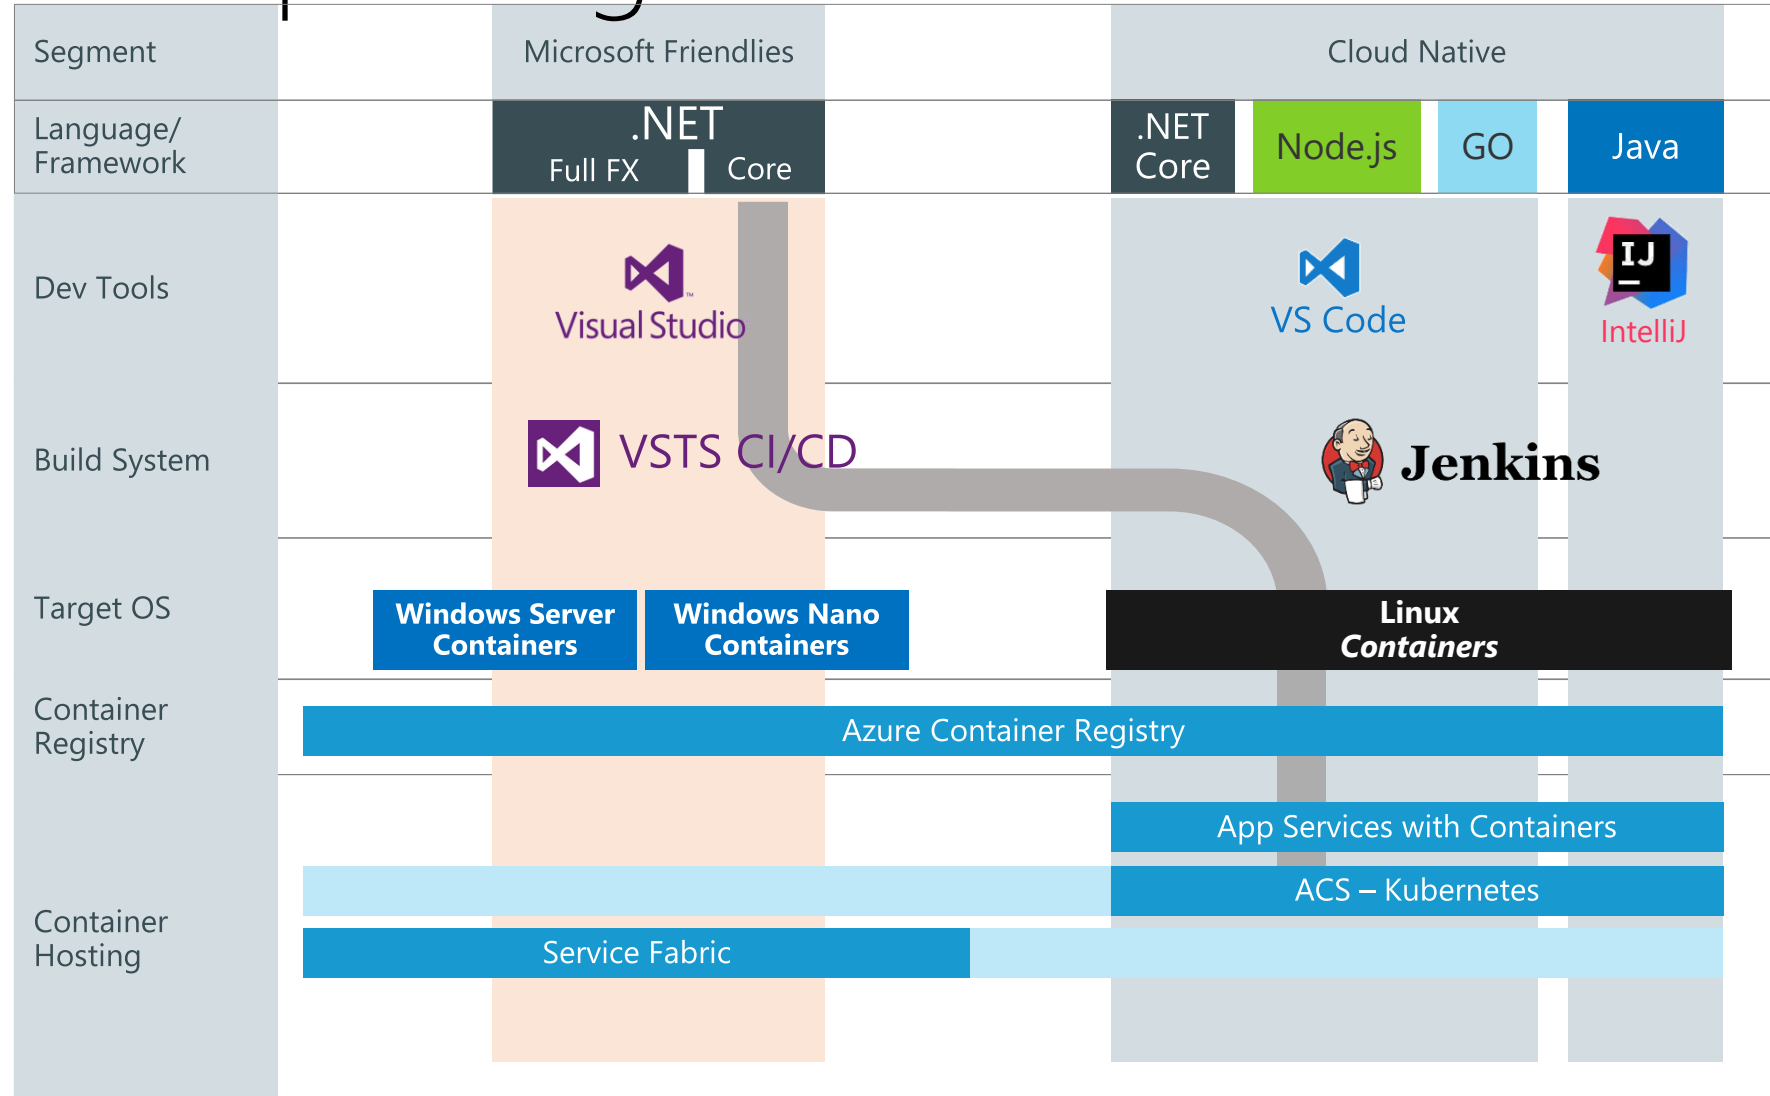 Segment
Microsoft Friendlies
Cloud Native
Language/
Framework
.NET
Full FX
Core
.NET
Core
Node.js
GO
Java
Dev Tools
Visual Studio™
VS Code
IJ
IntelliJ
Build System
VSTS CI/CD
Jenkins
Target OS
Windows Server
Containers
Windows Nano
Containers
Linux
Containers
Container
Registry
Azure Container Registry
Container
Hosting
App Services with Containers
ACS – Kubernetes
Service Fabric